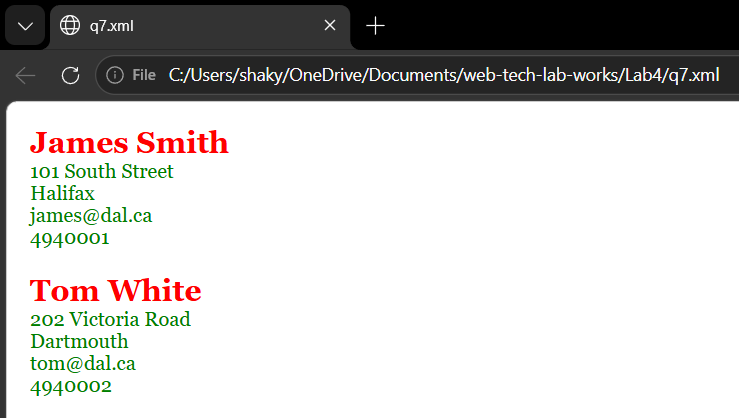 q7.xml
File C:/Users/shaky/OneDrive/Documents/web-tech-lab-works/Lab4/q7.xml
James Smith
101 South Street
Halifax
james@dal.ca
4940001
Tom White
202 Victoria Road
Dartmouth
tom@dal.ca
4940002